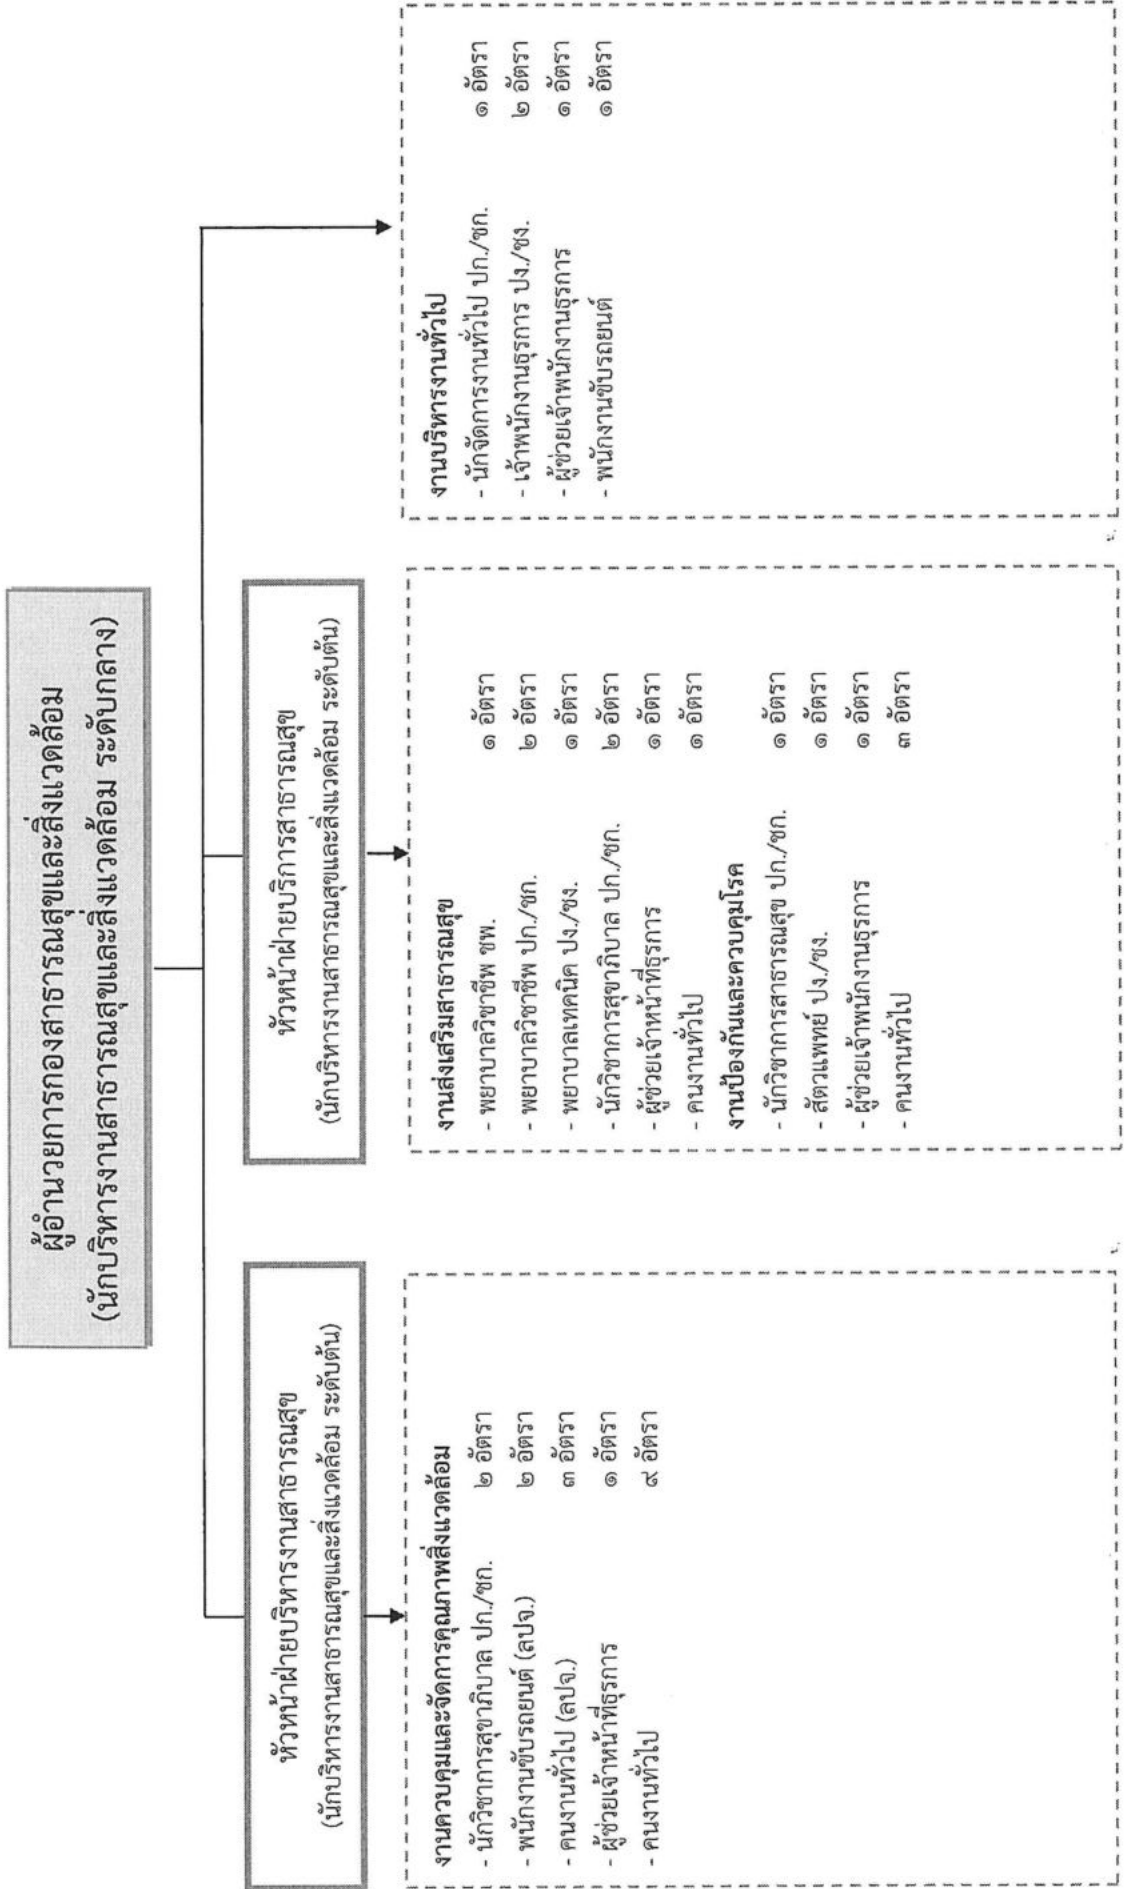 ผู้อำนวยการกองสาธารณสุขและสิ่งแวดล้อม
(นักบริหารงานสาธารณสุขและสิ่งแวดล้อม ระดับกลาง)
หัวหน้าฝ่ายบริหารงานสาธารณสุข
(นักบริหารงานสาธารณสุขและสิ่งแวดล้อม ระดับต้น)
งานควบคุมและจัดการคุณภาพสิ่งแวดล้อม
- นักวิชาการสุขาภิบาล ปก./ชก. ๒ อัตรา
- พนักงานขับรถยนต์ (ลปจ.) ๒ อัตรา
- คนงานทั่วไป (ลปจ.) ๓ อัตรา
- ผู้ช่วยเจ้าหน้าที่ธุรการ ๑ อัตรา
- คนงานทั่วไป ๙ อัตรา
หัวหน้าฝ่ายบริการสาธารณสุข
(นักบริหารงานสาธารณสุขและสิ่งแวดล้อม ระดับต้น)
งานส่งเสริมสาธารณสุข
- พยาบาลวิชาชีพ ชพ. ๑ อัตรา
- พยาบาลวิชาชีพ ปก./ชก. ๒ อัตรา
- พยาบาลเทคนิค ปง./ชง. ๑ อัตรา
- นักวิชาการสุขาภิบาล ปก./ชก. ๒ อัตรา
- ผู้ช่วยเจ้าหน้าที่ธุรการ ๑ อัตรา
- คนงานทั่วไป ๑ อัตรา
งานป้องกันและควบคุมโรค
- นักวิชาการสาธารณสุข ปก./ชก. ๑ อัตรา
- สัตวแพทย์ ปง./ชง. ๑ อัตรา
- ผู้ช่วยเจ้าพนักงานธุรการ ๑ อัตรา
- คนงานทั่วไป ๓ อัตรา
งานบริหารงานทั่วไป
- นักจัดการงานทั่วไป ปก./ชก. ๑ อัตรา
- เจ้าพนักงานธุรการ ปง./ชง. ๒ อัตรา
- ผู้ช่วยเจ้าพนักงานธุรการ ๑ อัตรา
- พนักงานขับรถยนต์ ๑ อัตรา